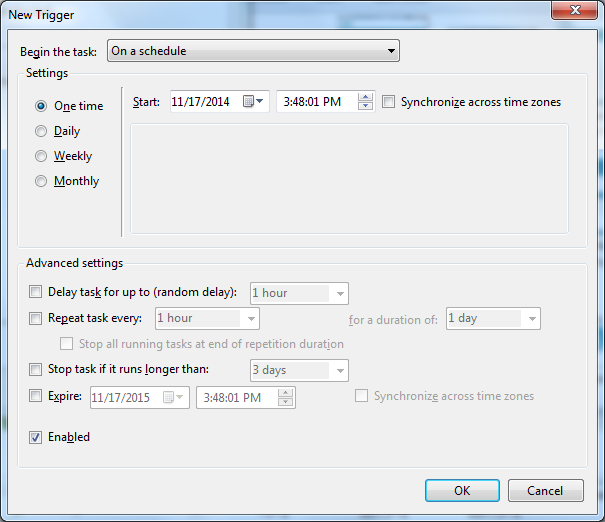 New Trigger
Begin the task: On a schedule
Settings
One time
Daily
Weekly
Monthly
Start: 11/17/2014 3:48:01 PM Synchronize across time zones
Advanced settings
Delay task for up to (random delay): 1 hour
Repeat task every: 1 hour for a duration of: 1 day
Stop all running tasks at end of repetition duration
Stop task if it runs longer than: 3 days
Expire: 11/17/2015 3:48:01 PM Synchronize across time zones
Enabled
OK Cancel